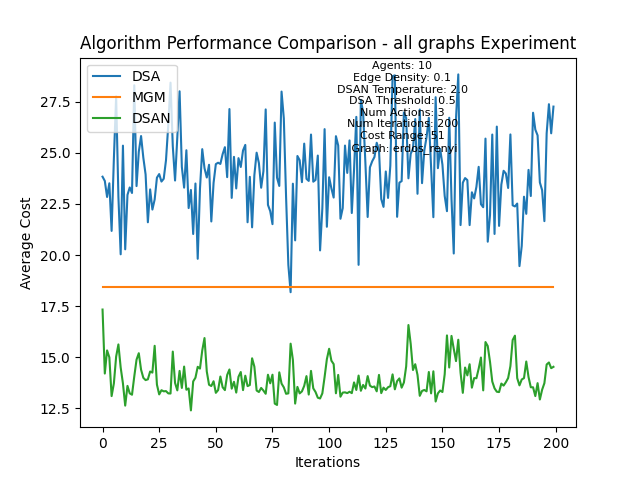 Algorithm Performance Comparison - all graphs Experiment
DSA
MGM
DSAN
Agents: 10
Edge Density: 0.1
DSAN Temperature: 2.0
DSA Threshold: 0.5
Num Actions: 3
Num Iterations: 200
Cost Range: 51
Graph: erdos_renyi
Average Cost
27.5
25.0
22.5
20.0
17.5
15.0
12.5
0 25 50 75 100 125 150 175 200
Iterations